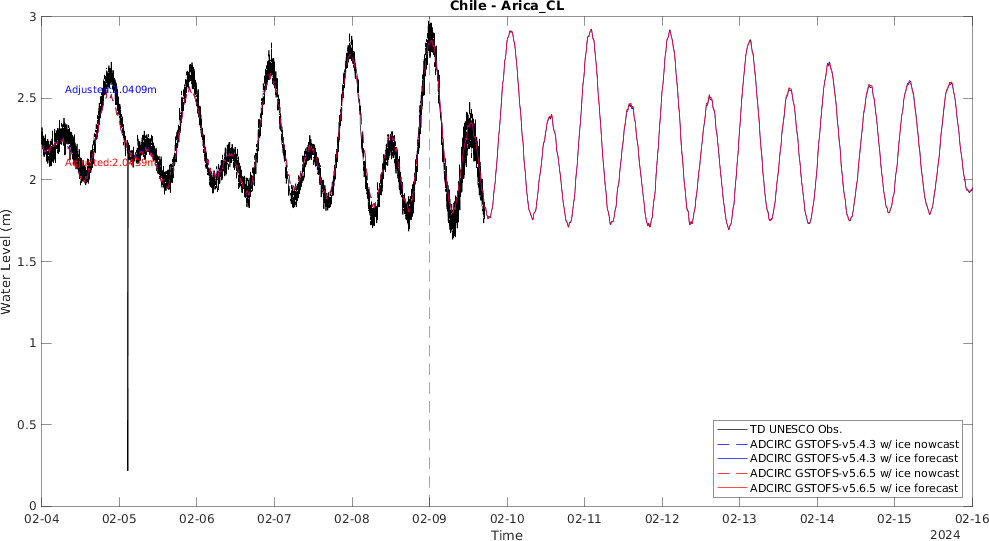 Chile - Arica_CL
3
2.5
2
1.5
1
0.5
0
Water Level (m)
02-04
02-05
02-06
02-07
02-08
02-09
02-10
02-11
02-12
02-13
02-14
02-15
02-16
Time
2024
TD UNESCO Obs.
ADCIRC GSTOFS-v5.4.3 w/ ice nowcast
ADCIRC GSTOFS-v5.4.3 w/ ice forecast
ADCIRC GSTOFS-v5.6.5 w/ ice nowcast
ADCIRC GSTOFS-v5.6.5 w/ ice forecast